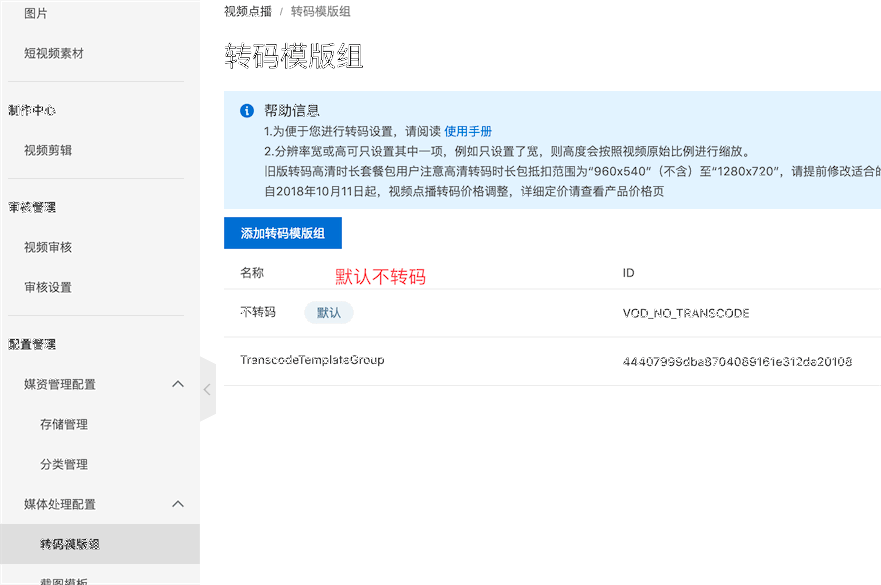 图片
短视频素材
制作中心
视频剪辑
审核管理
视频审核
审核设置
配置管理
媒资管理配置
存储管理
分类管理
媒体处理配置
转码模版组
截图模板
视频点播 / 转码模版组
转码模版组
帮助信息
1.为便于您进行转码设置，请阅读 使用手册
2.分辨率宽或高可只设置其中一项，例如只设置了宽，则高度会按照视频原始比例进行缩放。
旧版转码高清时长套餐包用户注意高清转码时长包抵扣范围为“960x540”（不含）至“1280x720”，请提前修改适合的
自2018年10月11日起，视频点播转码价格调整，详细定价请查看产品价格页
添加转码模版组
名称 默认不转码 ID
不转码 默认 VOD_NO_TRANSCODE
TranscodeTemplateGroup